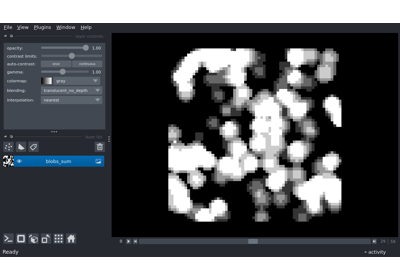 File View Plugins Window Help
opacity: 1.00
contrast limits:
auto-contrast: once continuous
gamma: 1.00
colormap: gray
blending: translucent_no_depth
interpolation: nearest
blobs_sum
Ready
activity